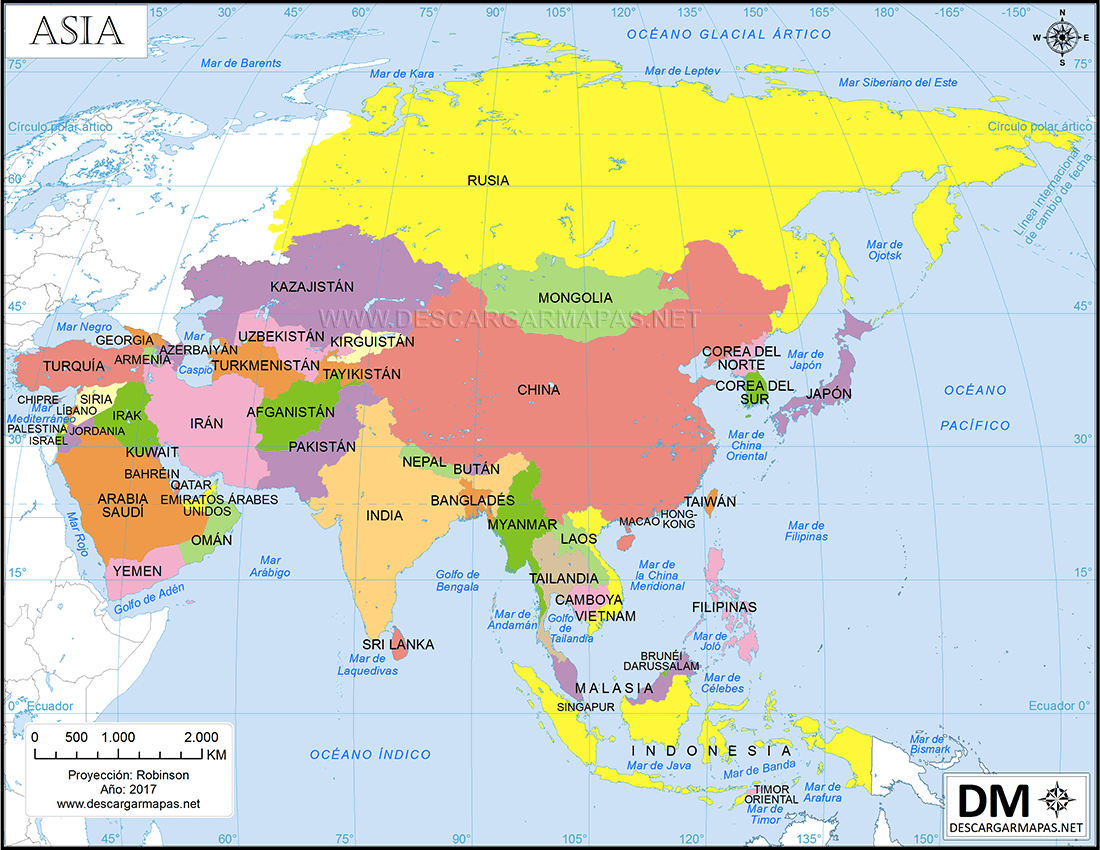 ASIA
15°
30°
45°
60°
75°
90°
105°
120°
135°
150°
165°
180°
-165°
-150°
N
W
E
S
OCÉANO GLACIAL ÁRTICO
Mar de Barents
75°
Mar de Kara
Mar de Leptev
Mar Siberiano del Este
75°
Círculo polar ártico
Círculo polar ártico
60°
RUSIA
60°
Línea internacional
de cambio de fecha
Mar de
Ojotsk
KAZAJISTÁN
MONGOLIA
45°
45°
WWW.DESCARGARMAPAS.NET
Mar Negro
GEORGIA
Mar
Caspio
UZBEKISTÁN
KIRGUISTÁN
AZERBAIYÁN
ARMENIA
TURQUÍA
TURKMENISTÁN
TAYIKISTÁN
COREA DEL
NORTE
Mar de
Japón
CHINA
COREA DEL
SUR
JAPÓN
OCÉANO
PACÍFICO
CHIPRE
SIRIA
Mar
Mediterráneo
LÍBANO
IRAK
IRÁN
AFGANISTÁN
PALESTINA
JORDANIA
ISRAEL
30°
PAKISTÁN
30°
Mar de
China
Oriental
KUWAIT
NEPAL
BUTÁN
BAHREIN
QATAR
ARABIA
SAUDÍ
EMIRATOS ÁRABES
UNIDOS
BANGLADÉS
TAIWÁN
INDIA
MYANMAR
MACAO
HONG-
KONG
Mar Rojo
OMÁN
LAOS
Mar de
Filipinas
YEMEN
Mar
Arábigo
Golfo de
Bengala
TAILANDIA
Mar de
la China
Meridional
15°
15°
Golfo de Adén
CAMBOYA
VIETNAM
FILIPINAS
Mar de
Andamán
Golfo
de
Tailandia
SRI LANKA
Mar de
Laquedivas
Mar de
Joló
BRUNÉI
DARUSSALAM
MALASIA
Mar de
Célebes
SINGAPUR
0° Ecuador
Ecuador 0°
OCÉANO ÍNDICO
INDONESIA
Mar de Java
Mar de Banda
Mar de
Bismark
TIMOR
ORIENTAL
Mar de
Arafura
Mar de
Timor
0
500
1.000
2.000
KM
Proyección: Robinson
Año: 2017
www.descargarmapas.net
DM
DESCARGARMAPAS.NET
45°
60°
75°
90°
105°
120°
135°
150°